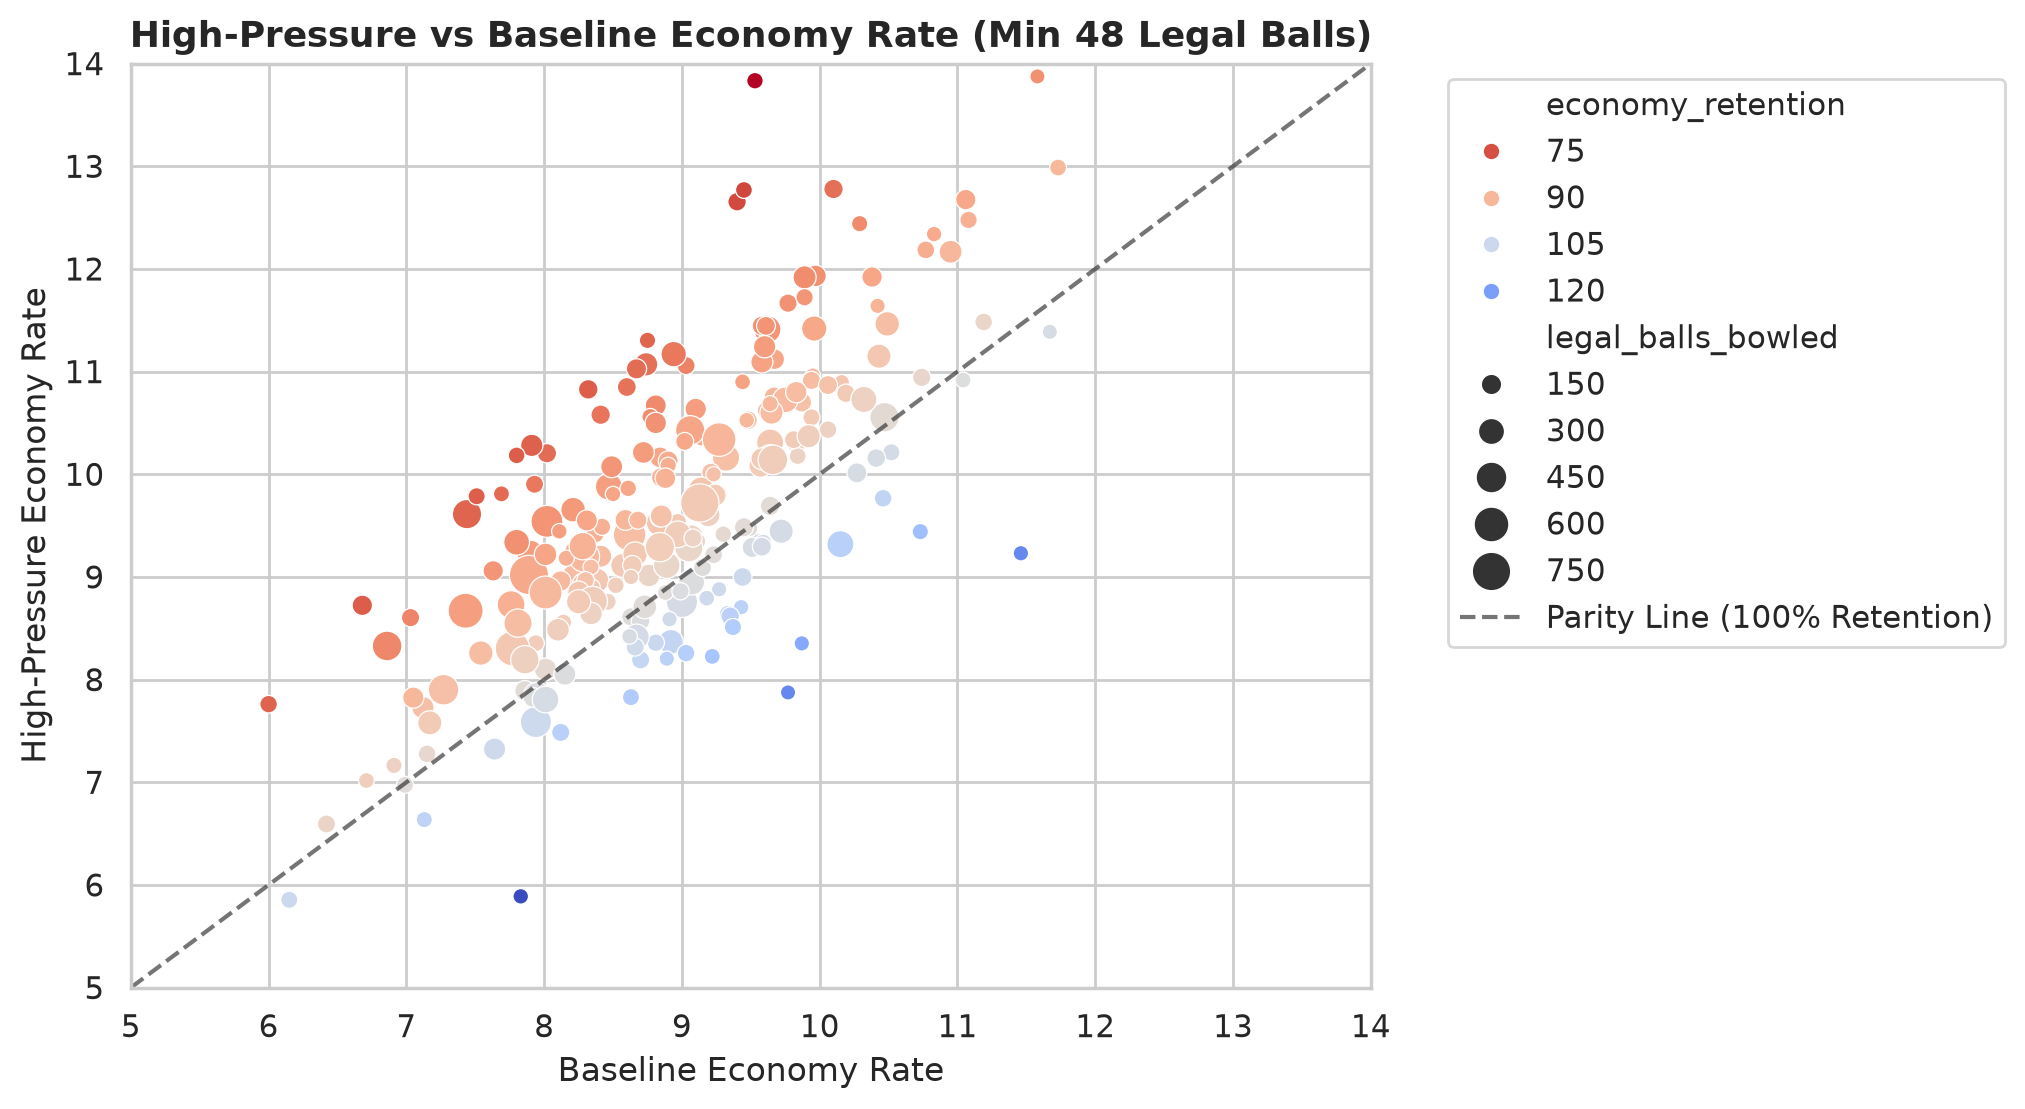 High-Pressure vs Baseline Economy Rate (Min 48 Legal Balls)
High-Pressure Economy Rate
14
13
12
11
10
9
8
7
6
5
5 6 7 8 9 10 11 12 13 14
Baseline Economy Rate
economy_retention
75
90
105
120
legal_balls_bowled
150
300
450
600
750
Parity Line (100% Retention)